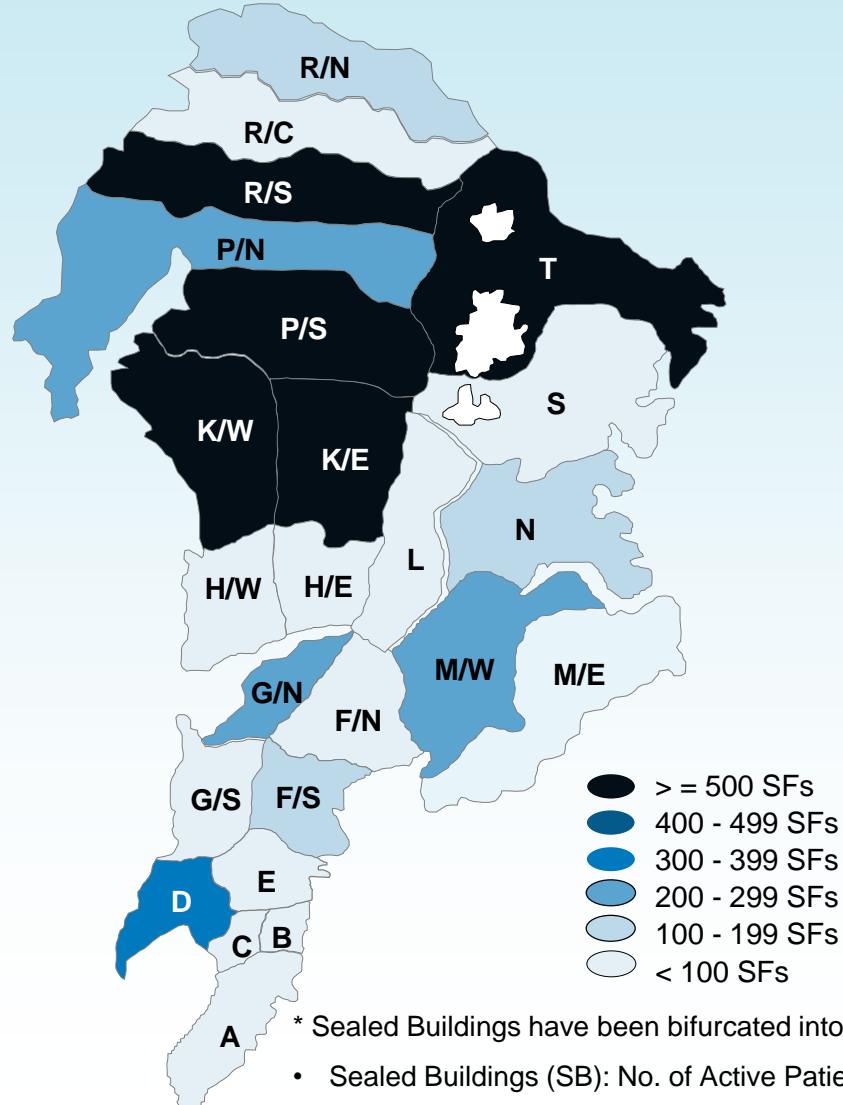 R/N
R/C
R/S
P/N
T
P/S
S
K/W
K/E
N
L
H/W
H/E
M/W
M/E
G/N
F/N
G/S
F/S
E
D
B
C
A
> = 500 SFs
400 - 499 SFs
300 - 399 SFs
200 - 299 SFs
100 - 199 SFs
< 100 SFs
* Sealed Buildings have been bifurcated into
• Sealed Buildings (SB): No. of Active Patie